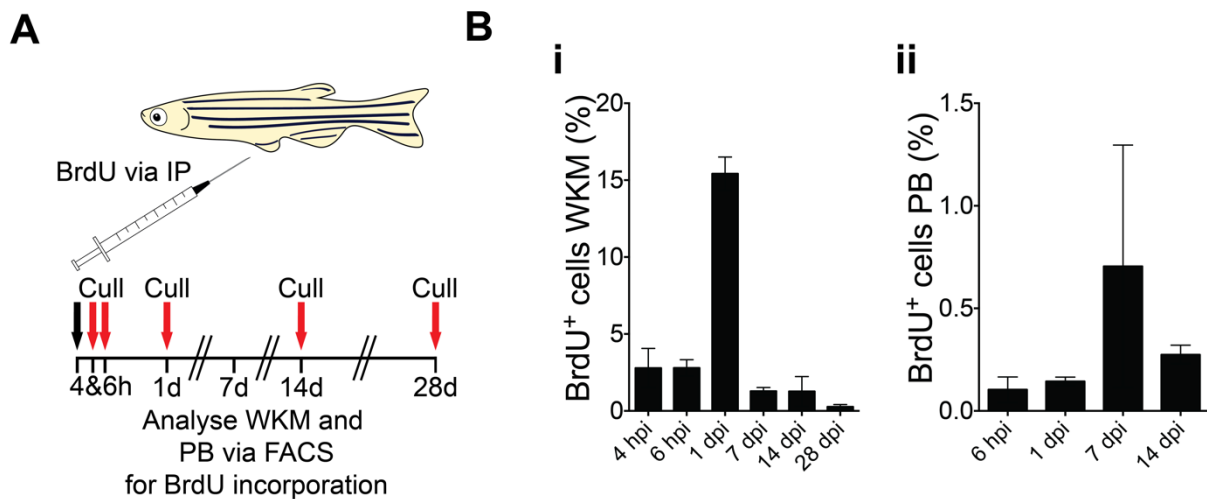 A
BrdU via IP
Cull Cull Cull Cull
4&6h 1d 7d 14d 28d
Analyse WKM and
PB via FACS
for BrdU incorporation
B
i
BrdU⁺ cells WKM (%)
20
15
10
5
0
4 hpi
6 hpi
1 dpi
7 dpi
14 dpi
28 dpi
ii
BrdU⁺ cells PB (%)
1.5
1.0
0.5
0.0
6 hpi
1 dpi
7 dpi
14 dpi